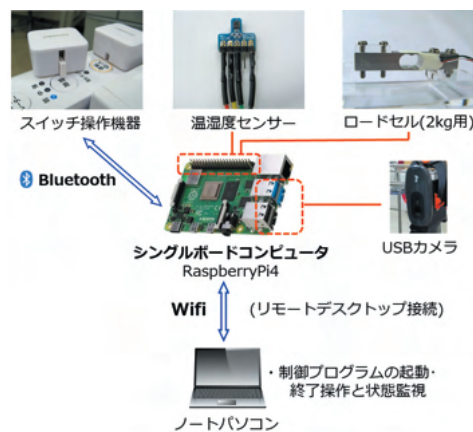 スイッチ操作機器
温湿度センサー
ロードセル(2kg用)
Bluetooth
USBカメラ
シングルボードコンピュータ
RaspberryPi4
Wifi
(リモートデスクトップ接続)
・制御プログラムの起動・
終了操作と状態監視
ノートパソコン